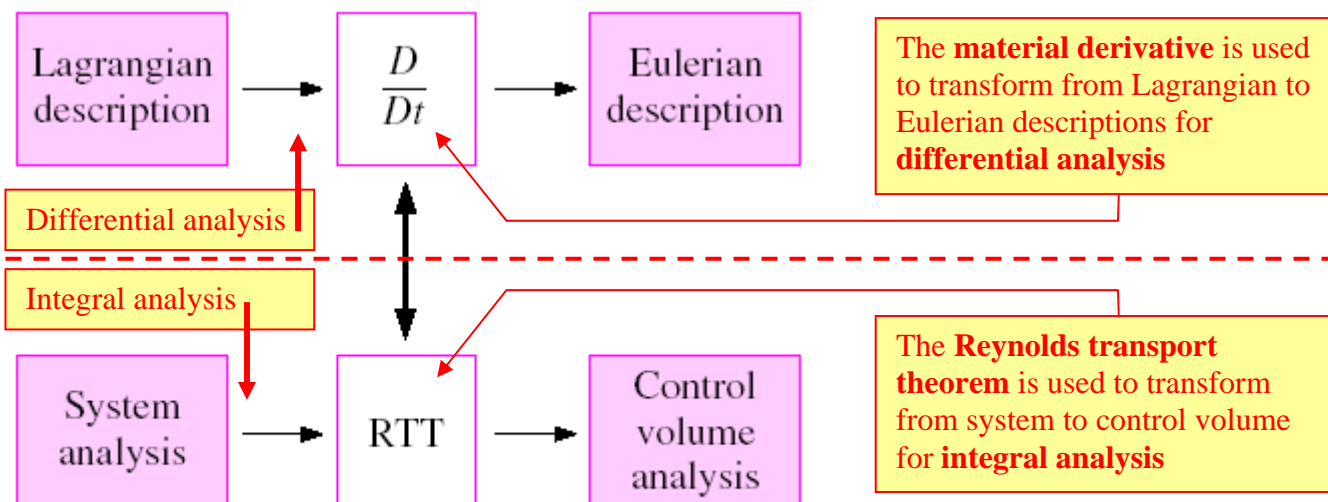 Lagrangian
description
D
Dt
Eulerian
description
The material derivative is used
to transform from Lagrangian to
Eulerian descriptions for
differential analysis
Differential analysis
Integral analysis
System
analysis
RTT
Control
volume
analysis
The Reynolds transport
theorem is used to transform
from system to control volume
for integral analysis